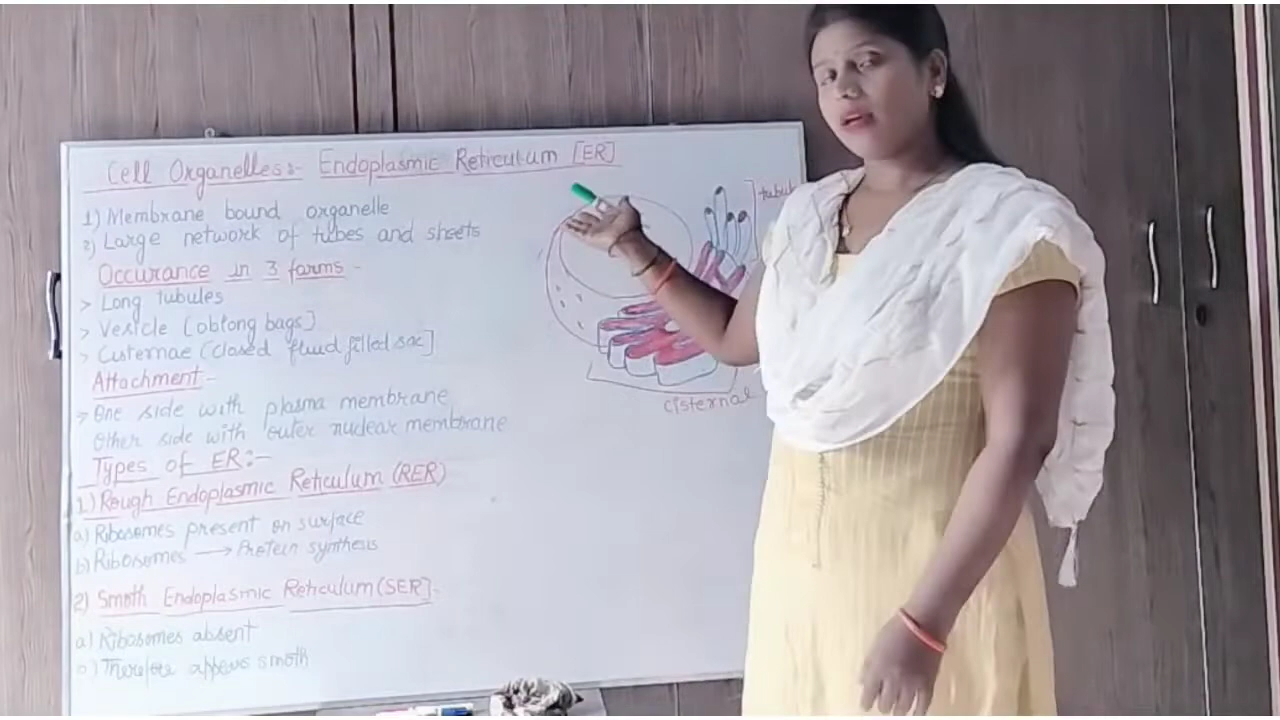 Cell Organelles:- Endoplasmic Reticulum [ER]
1) Membrane bound organelle
2) Large network of tubes and sheets
Occurance in 3 farms -
> Long tubules
> Vesicle [oblong bags]
> Cisternae (closed fluid filled sac]
Attachment -
> One side with plasma membrane
Other side with outer nuclear membrane
Types of ER:-
1) Rough Endoplasmic Reticulum (RER)
a) Ribosomes present on surface
b) Ribosomes → Protein synthesis
2) Smoth Endoplasmic Reticulum (SER]-
a) Ribosomes absent
b) Therefore appears smoth
cisternal